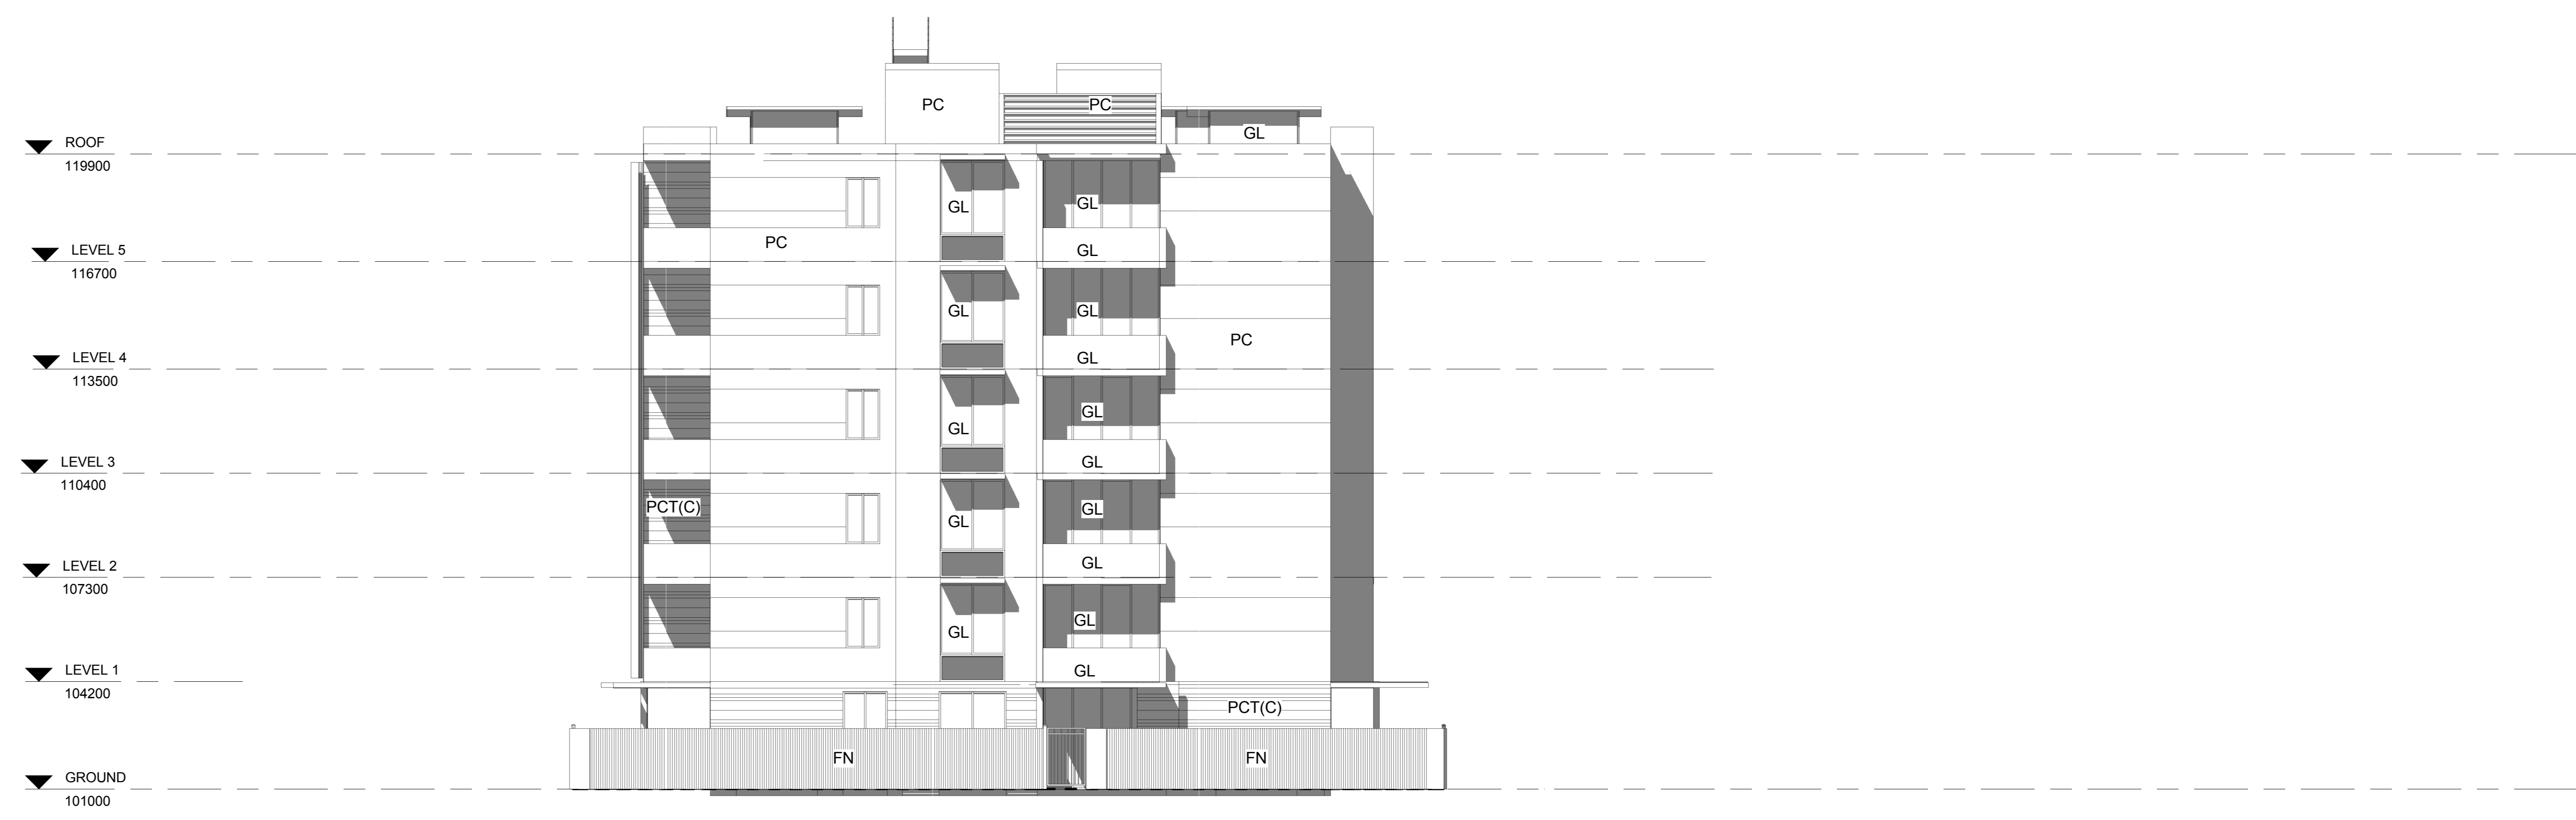 PC
PC
GL
ROOF
119900
GL
GL
PC
GL
LEVEL 5
116700
GL
GL
PC
GL
LEVEL 4
113500
GL
GL
GL
LEVEL 3
110400
PCT(C)
GL
GL
GL
LEVEL 2
107300
GL
GL
GL
LEVEL 1
104200
PCT(C)
FN
FN
GROUND
101000